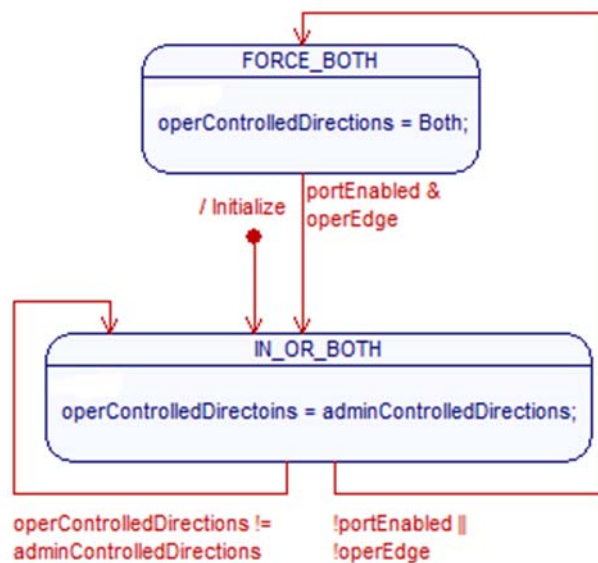 FORCE_BOTH
operControlledDirections = Both;
/ Initialize
portEnabled &
operEdge
IN_OR_BOTH
operControlledDirectoins = adminControlledDirections;
operControlledDirections !=
adminControlledDirections
!portEnabled ||
!operEdge